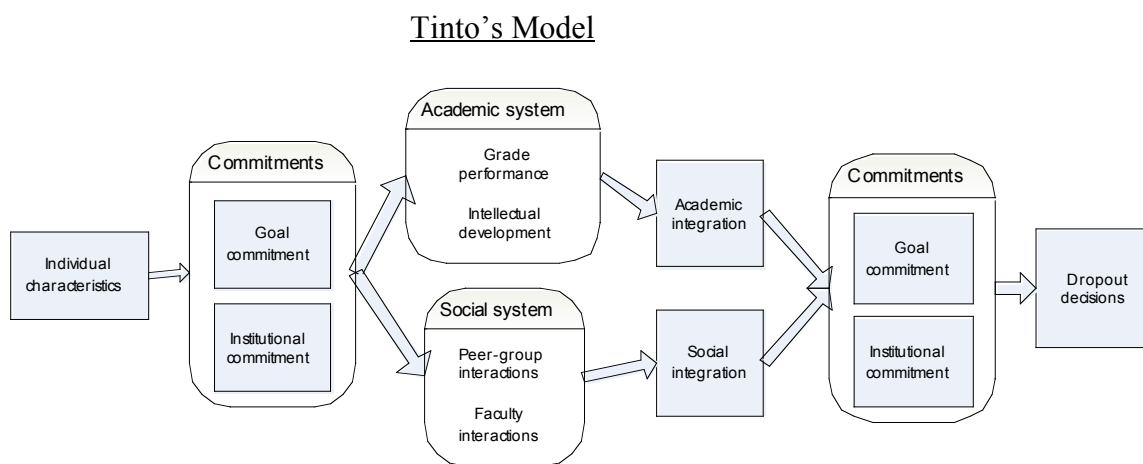 Tinto's Model
Individual
characteristics
Commitments
Goal
commitment
Institutional
commitment
Academic system
Grade
performance
Intellectual
development
Social system
Peer-group
interactions
Faculty
interactions
Academic
integration
Social
integration
Commitments
Goal
commitment
Institutional
commitment
Dropout
decisions